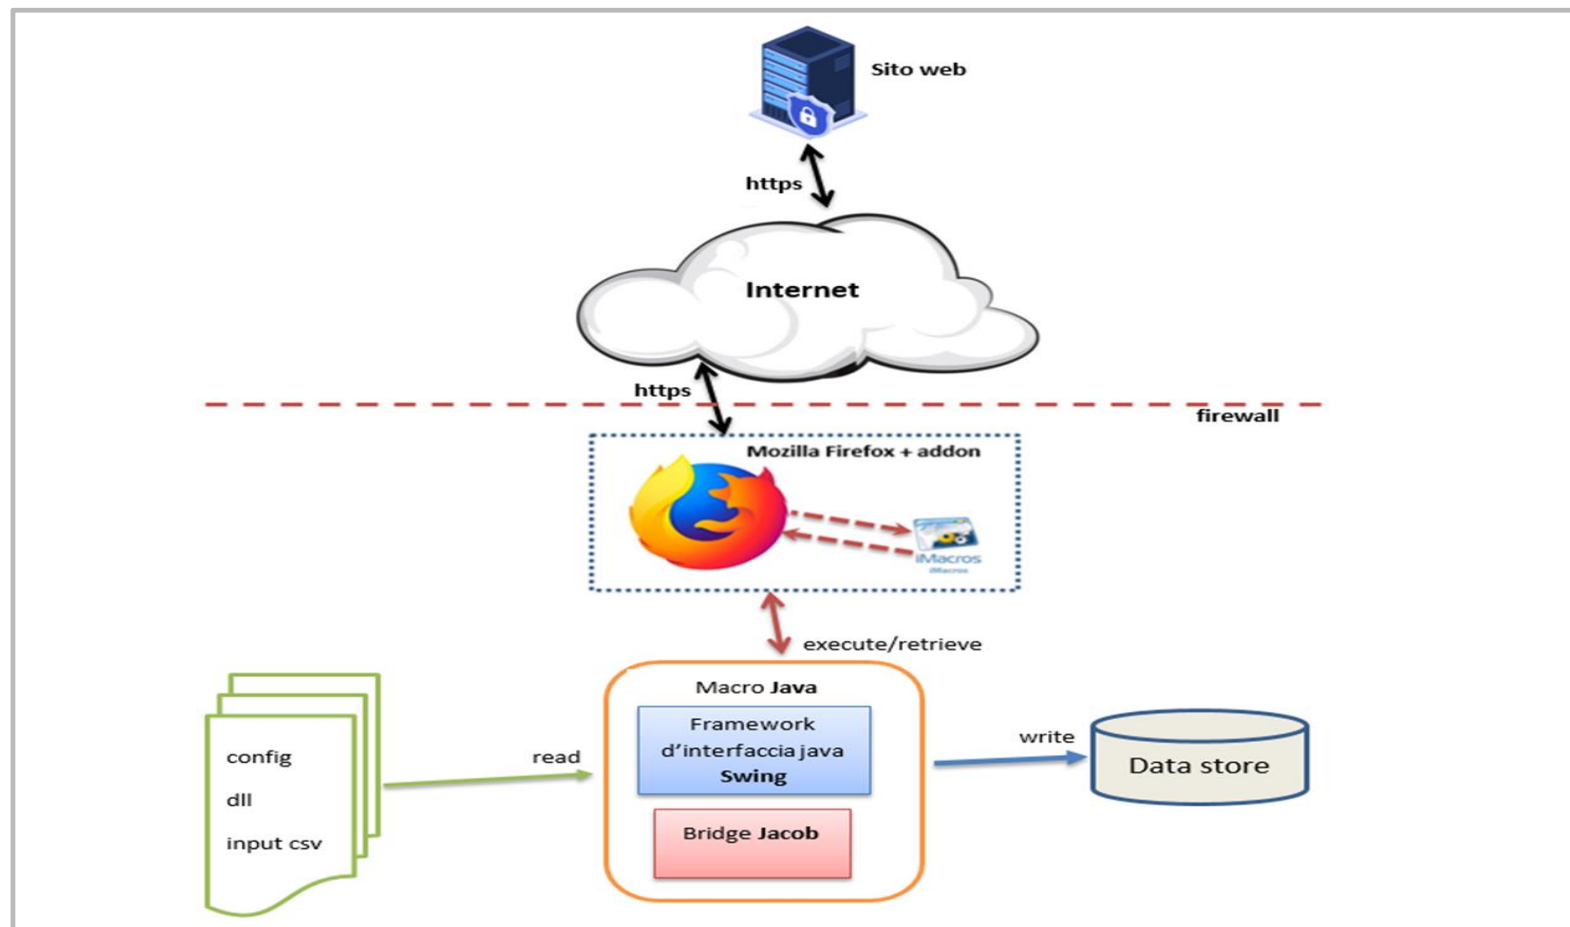 Sito web
https
Internet
https
firewall
Mozilla Firefox + addon
iMacros
iMacros
execute/retrieve
Macro Java
Framework
d'interfaccia java
Swing
Bridge Jacob
config
dll
input csv
read
write
Data store